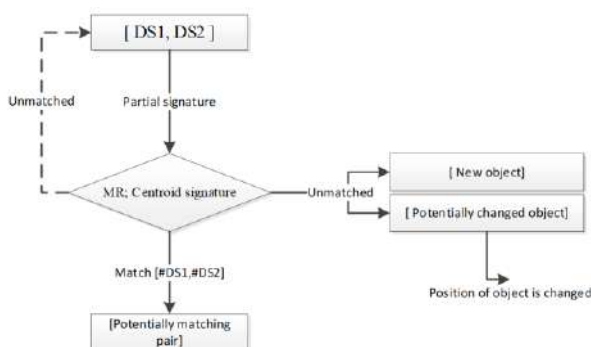 [ DS1, DS2 ]
Unmatched
Partial signature
MR; Centroid signature
Unmatched
[ New object]
[ Potentially changed object]
Match [#DS1,#DS2]
Position of object is changed
[Potentially matching
pair]